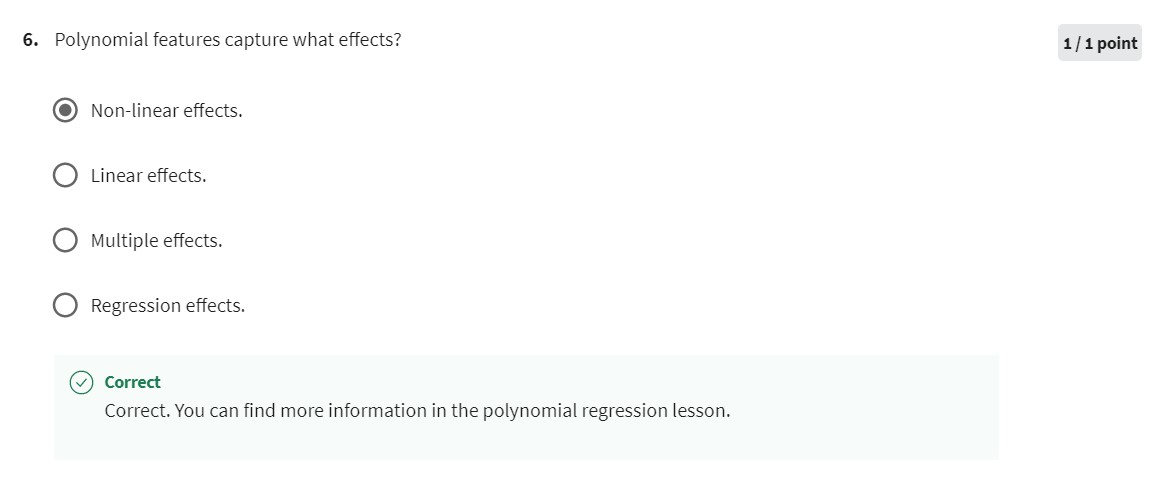 6. Polynomial features capture what effects?
1 / 1 point
Non-linear effects.
Linear effects.
Multiple effects.
Regression effects.
Correct
Correct. You can find more information in the polynomial regression lesson.